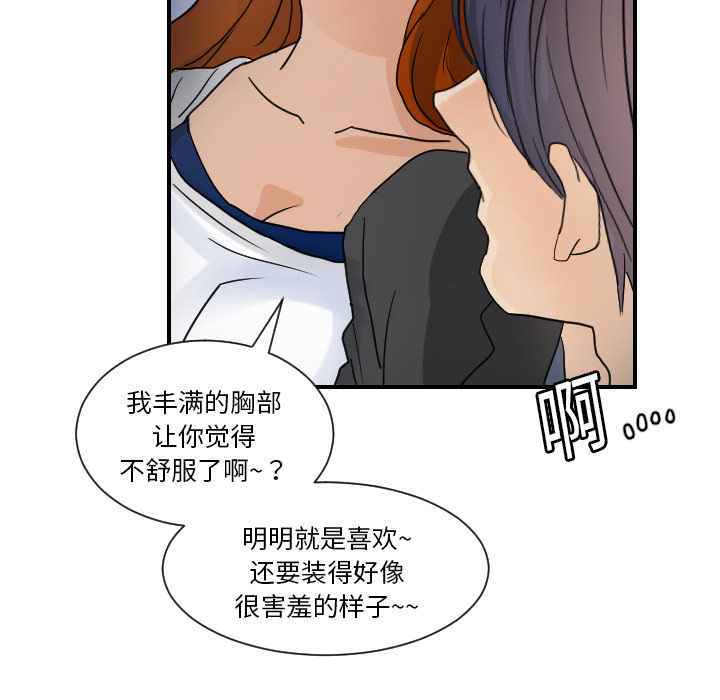 啊
我丰满的胸部
让你觉得
不舒服了啊~？
明明就是喜欢~
还要装得好像
很害羞的样子~~